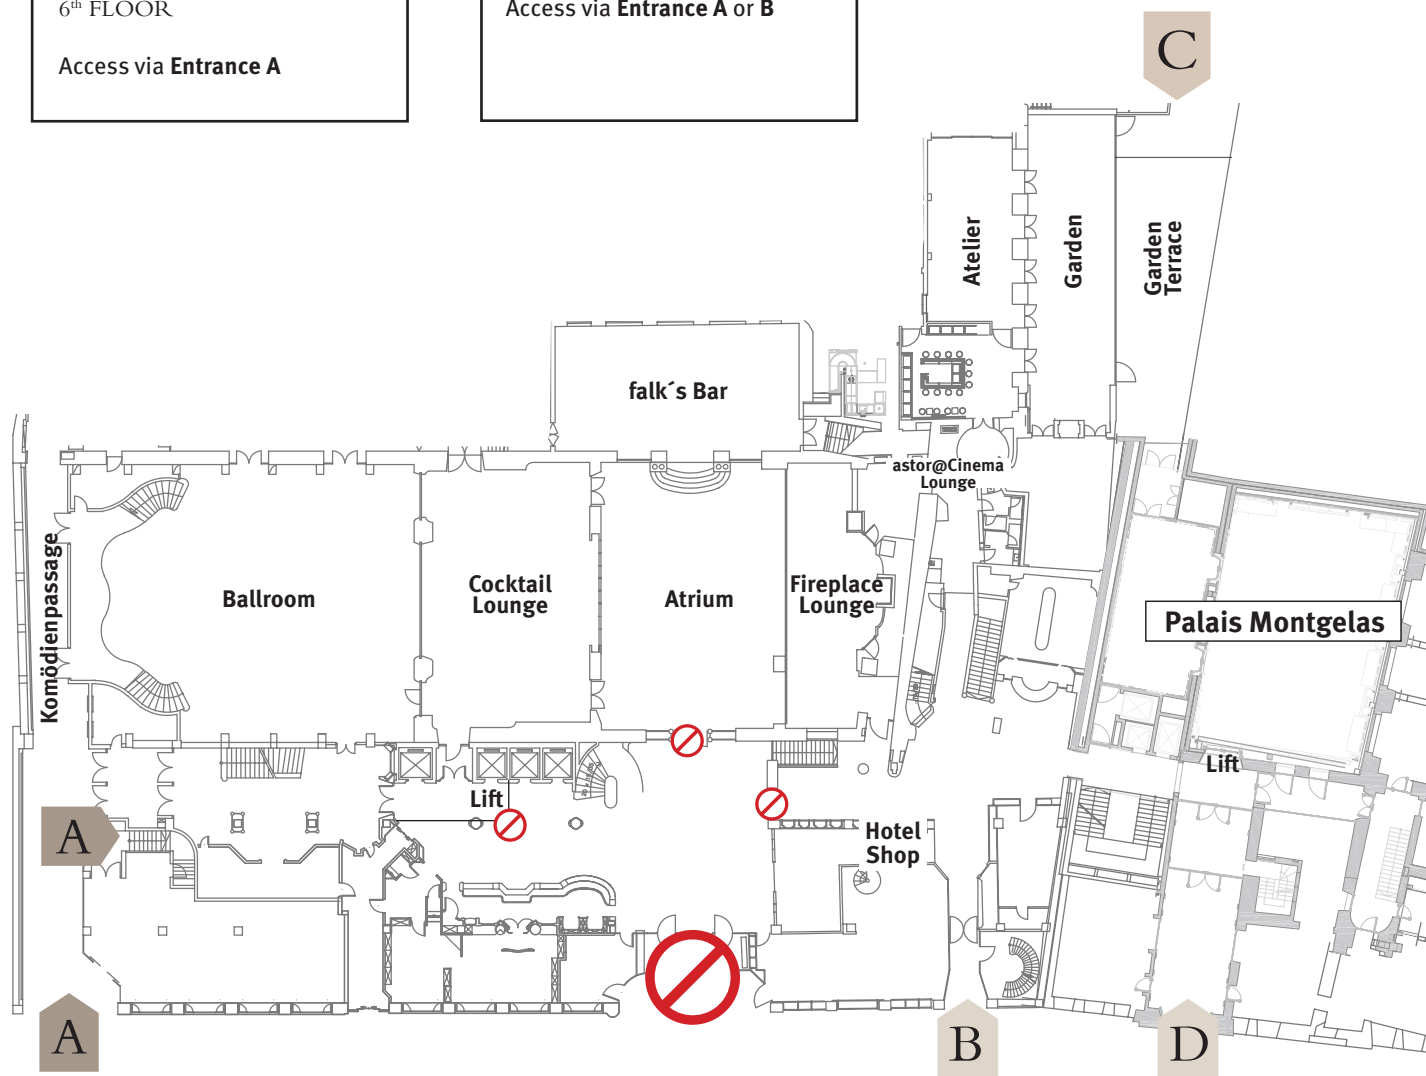 6th FLOOR
Access via Entrance A
Access via Entrance A or B
C
Atelier
Garden
Garden
Terrace
falk´s Bar
astor@Cinema
Lounge
Komödienpassage
Ballroom
Cocktail
Lounge
Atrium
Fireplace
Lounge
Palais Montgelas
Lift
Lift
A
Hotel
Shop
A
B
D